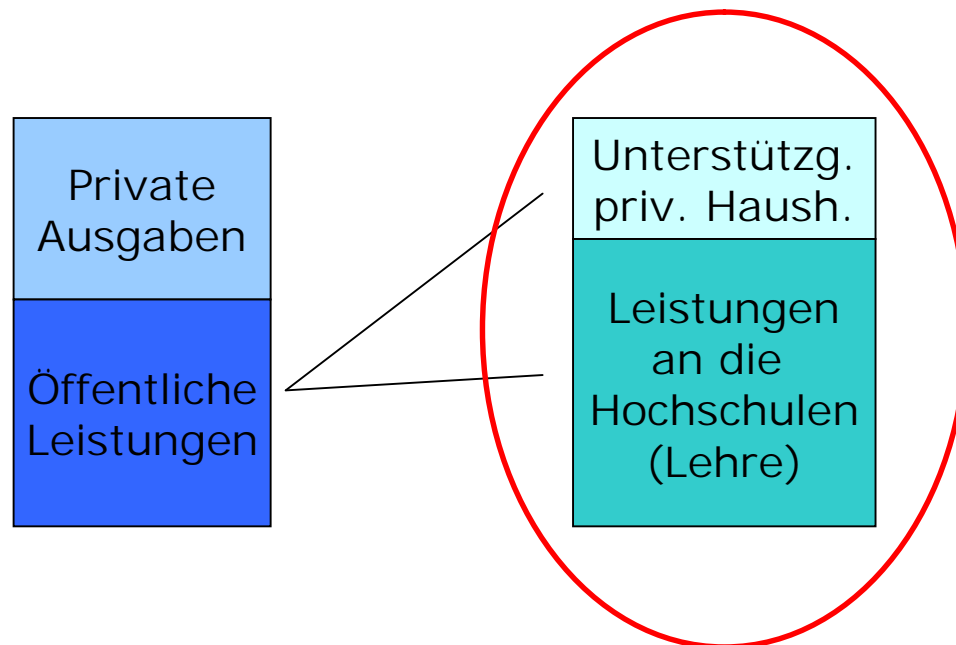 Private
Ausgaben
Öffentliche
Leistungen
Unterstützg.
priv. Haush.
Leistungen
an die
Hochschulen
(Lehre)